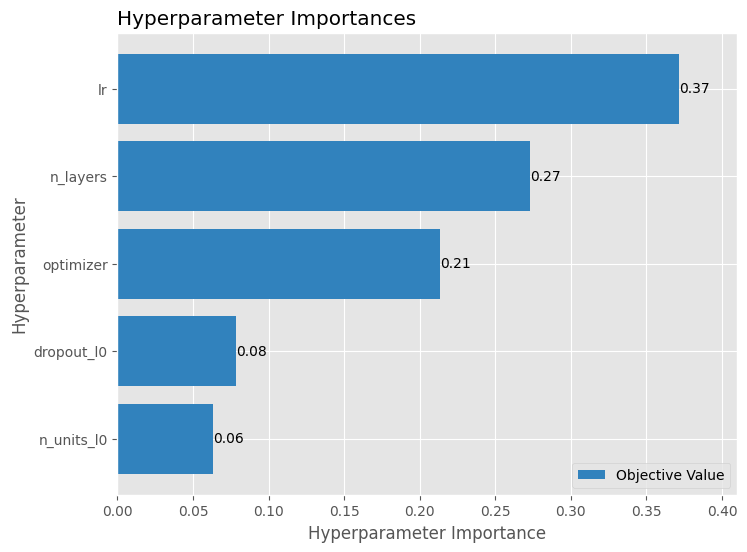 Hyperparameter Importances
lr
0.37
n_layers
0.27
optimizer
0.21
dropout_l0
0.08
n_units_l0
0.06
Hyperparameter
Objective Value
0.00 0.05 0.10 0.15 0.20 0.25 0.30 0.35 0.40
Hyperparameter Importance